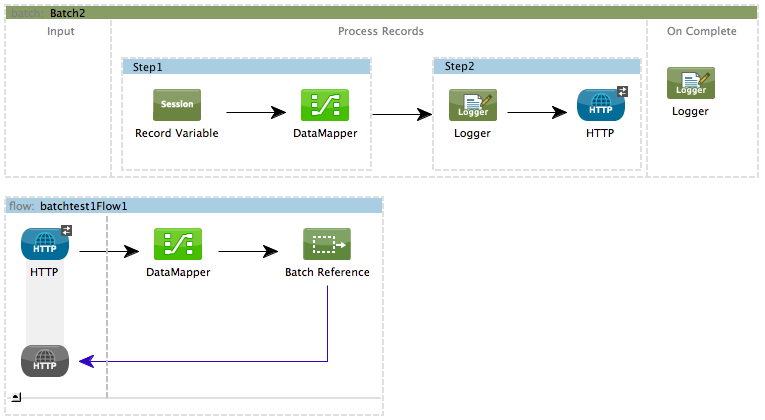 batch: Batch2
Input
Process Records
On Complete
Step1
Step2
Session
Logger
HTTP
Logger
Record Variable
DataMapper
Logger
HTTP
Logger
flow: batchtest1Flow1
HTTP
HTTP
DataMapper
Batch Reference
HTTP